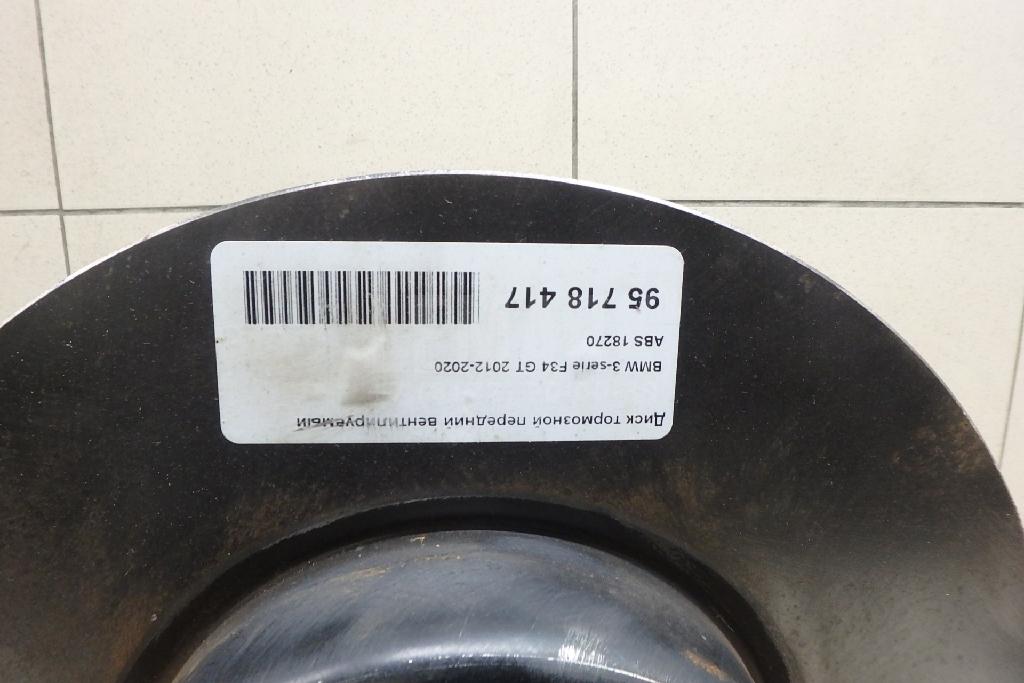 Диск тормозной передний вентилируемый
BMW 3-serie F34 GT 2012-2020
ABS 18270
95 718 417